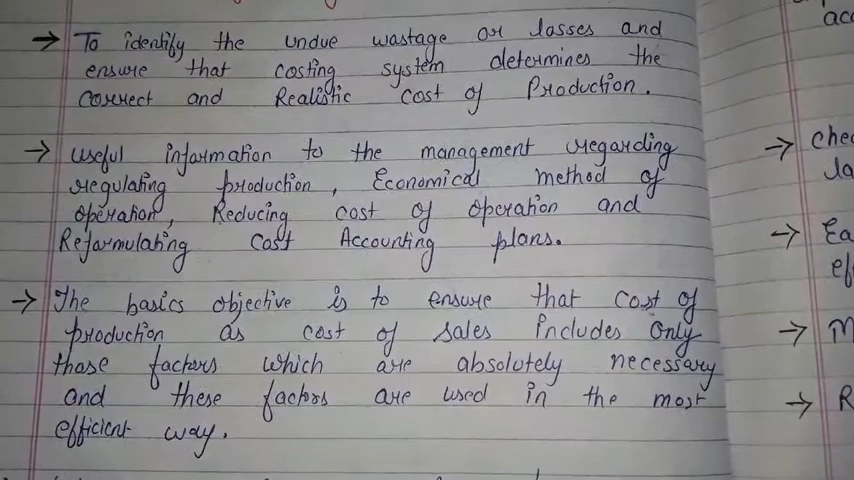 → To identify the undue wastage or losses and
ensure that costing system determines the
correct and Realistic cost of Production.
→ useful information to the management regarding
regulating production, Economical method of
operation, Reducing cost of operation and
Reformulating cost Accounting plans.
→ The basics objective is to ensure that cost of
production as cost of sales includes only
those factors which are absolutely necessary
and these factors are used in the most
efficient way.
→
→
→
→ R